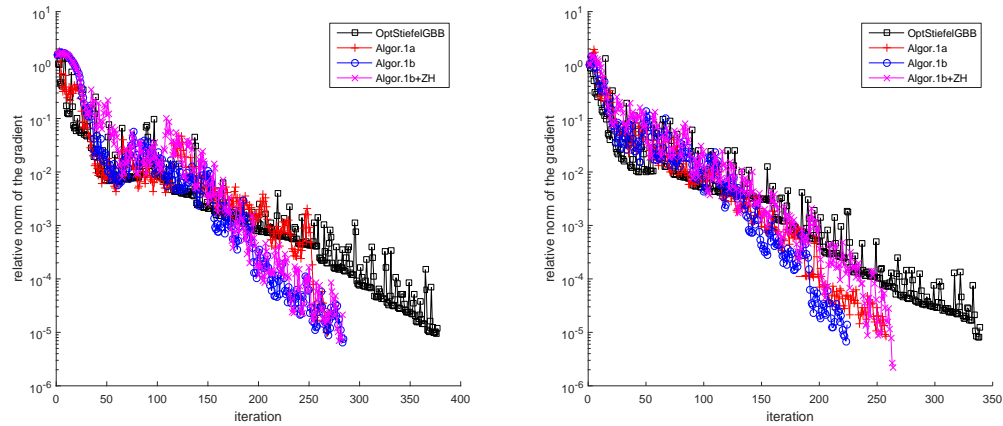 relative norm of the gradient
10^1
10^0
10^-1
10^-2
10^-3
10^-4
10^-5
10^-6
0
50
100
150
200
250
300
350
400
iteration
OptStiefelGBB
Algor.1a
Algor.1b
Algor.1b+ZH
relative norm of the gradient
10^1
10^0
10^-1
10^-2
10^-3
10^-4
10^-5
10^-6
0
50
100
150
200
250
300
350
iteration
OptStiefelGBB
Algor.1a
Algor.1b
Algor.1b+ZH